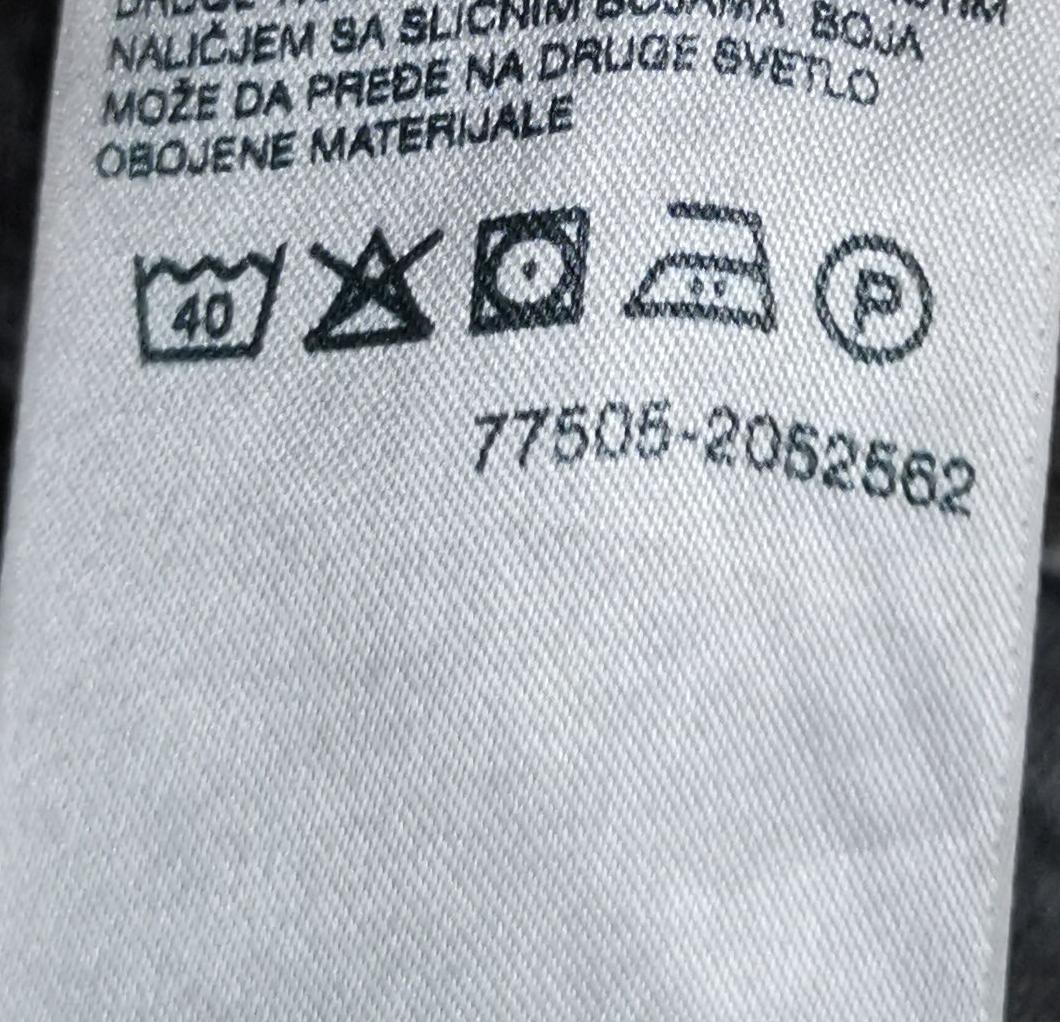 NALIČJEM SA SLIČNIM BOJAMA. BOJA
MOŽE DA PREĐE NA DRUGE SVETLO
OBOJENE MATERIJALE
40
P
77505-2052562